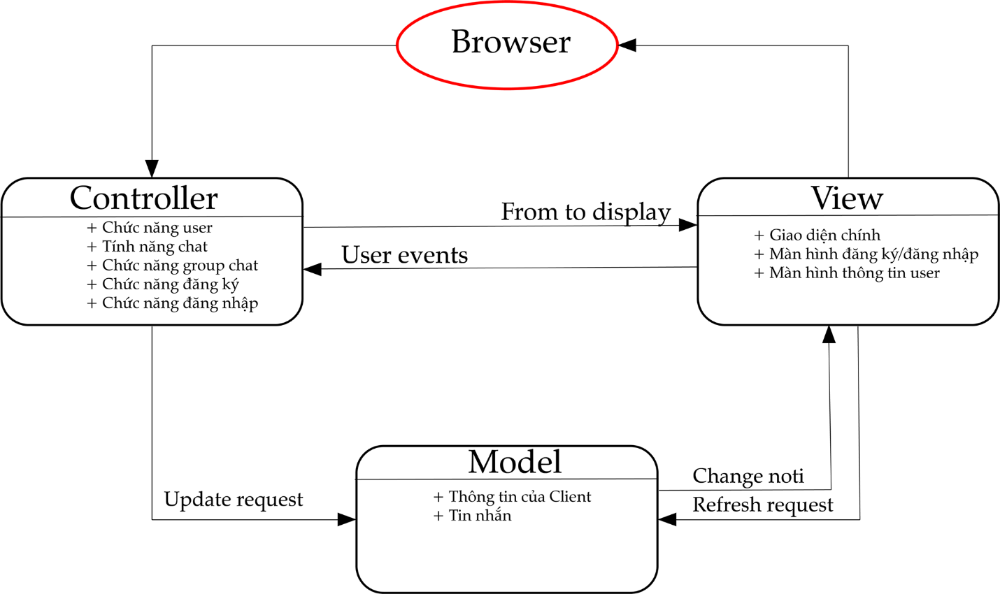 Browser
Controller
+ Chức năng user
+ Tính năng chat
+ Chức năng group chat
+ Chức năng đăng ký
+ Chức năng đăng nhập
From to display
User events
View
+ Giao diện chính
+ Màn hình đăng ký/đăng nhập
+ Màn hình thông tin user
Model
+ Thông tin của Client
+ Tin nhắn
Update request
Change noti
Refresh request